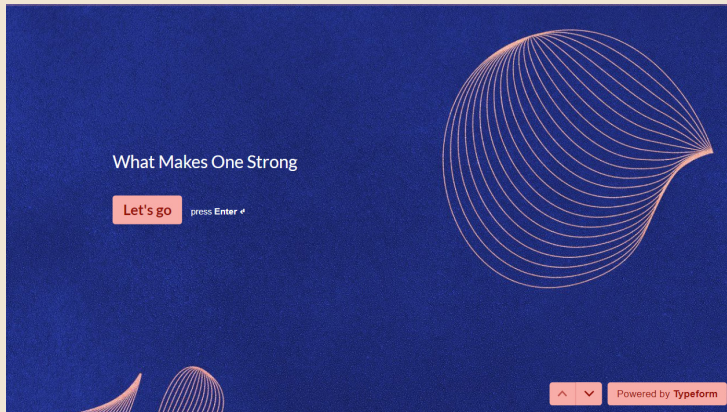 What Makes One Strong
Let's go press Enter ↵
Powered by Typeform